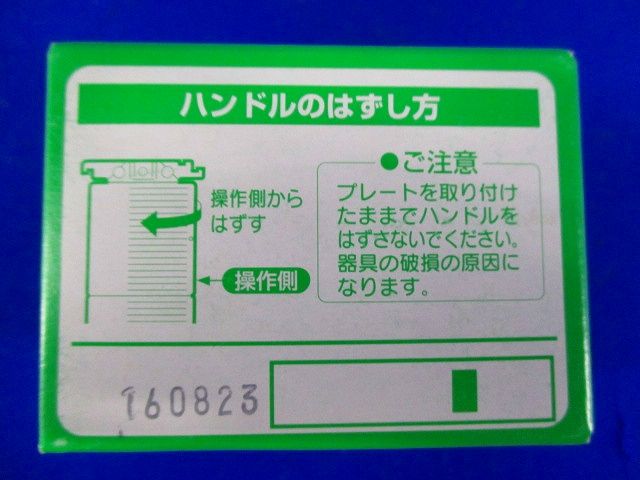 ハンドルのはずし方
操作側から
はずす
操作側
●ご注意
プレートを取り付け
たままでハンドルを
はずさないでください。
器具の破損の原因に
なります。
160823